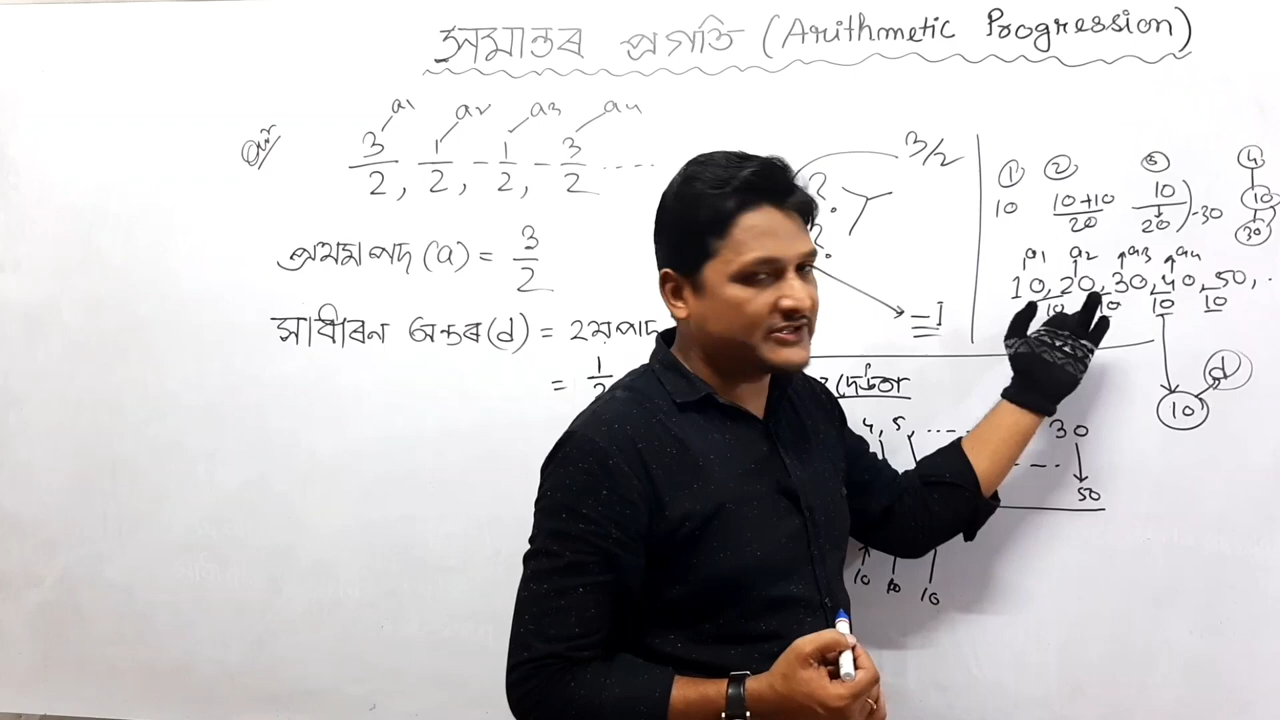 সমান্তৰ প্ৰগতি (Arithmetic Progression)
a1 a2 a3 a4
3/2, 1/2, -1/2, -3/2 .....
প্ৰথম পদ (a) = 3/2
সাধাৰন অন্তৰ (d) = ২য় পদ
= 1/2
3/2
-1
① ② ④
10 10+10/20 10/20 -30 10 30
a1 a2 a3 a4
10, 20, 30, 40, 50, ..
10 10 10 10
d
10
4, 5, .... 30
50
10 10 10